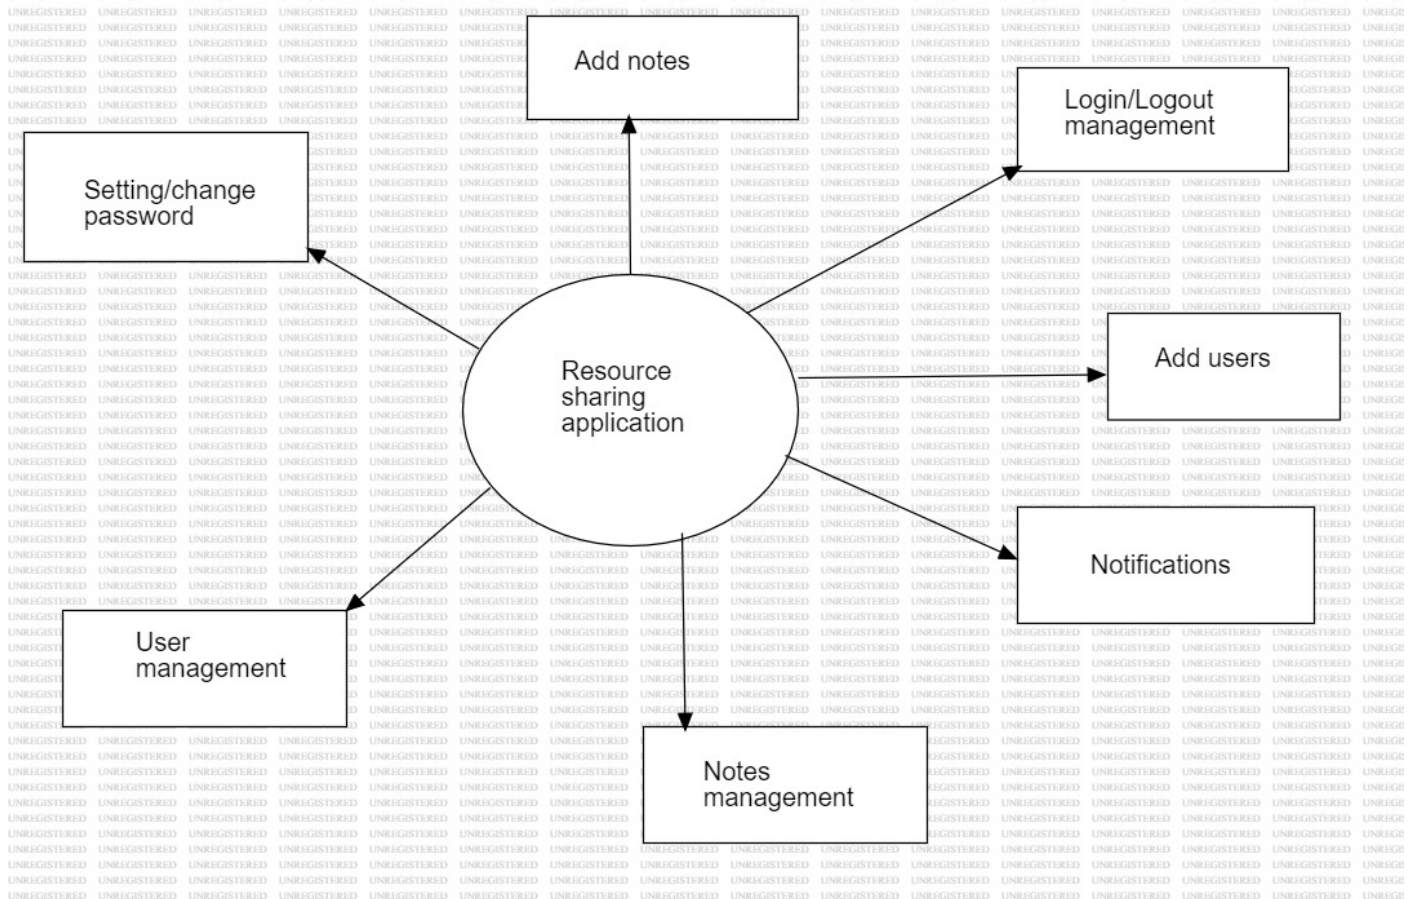 Add notes
Login/Logout
management
Setting/change
password
Resource
sharing
application
Add users
Notifications
User
management
Notes
management
UNREGISTERED